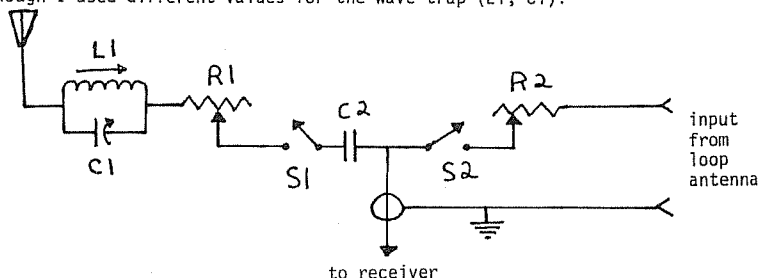 though I used different values for the wave trap (L1, C1).
L1
R1
R2
C2
C1
S1
S2
input
from
loop
antenna
to receiver